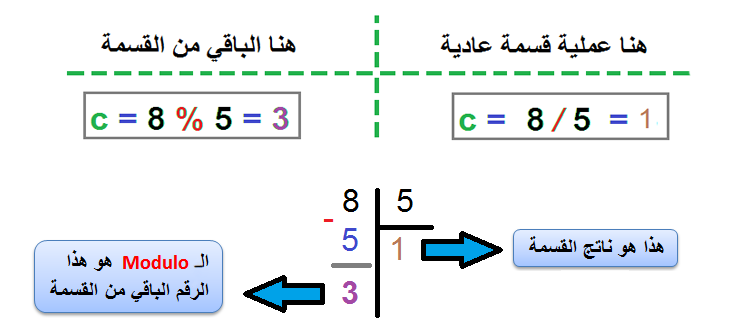 هنا عملية قسمة عادية
هنا الباقي من القسمة
c = 8 / 5 = 1
c = 8 % 5 = 3
8 5
-
5 1
3
هذا هو ناتج القسمة
الـ Modulo هو هذا
الرقم الباقي من القسمة